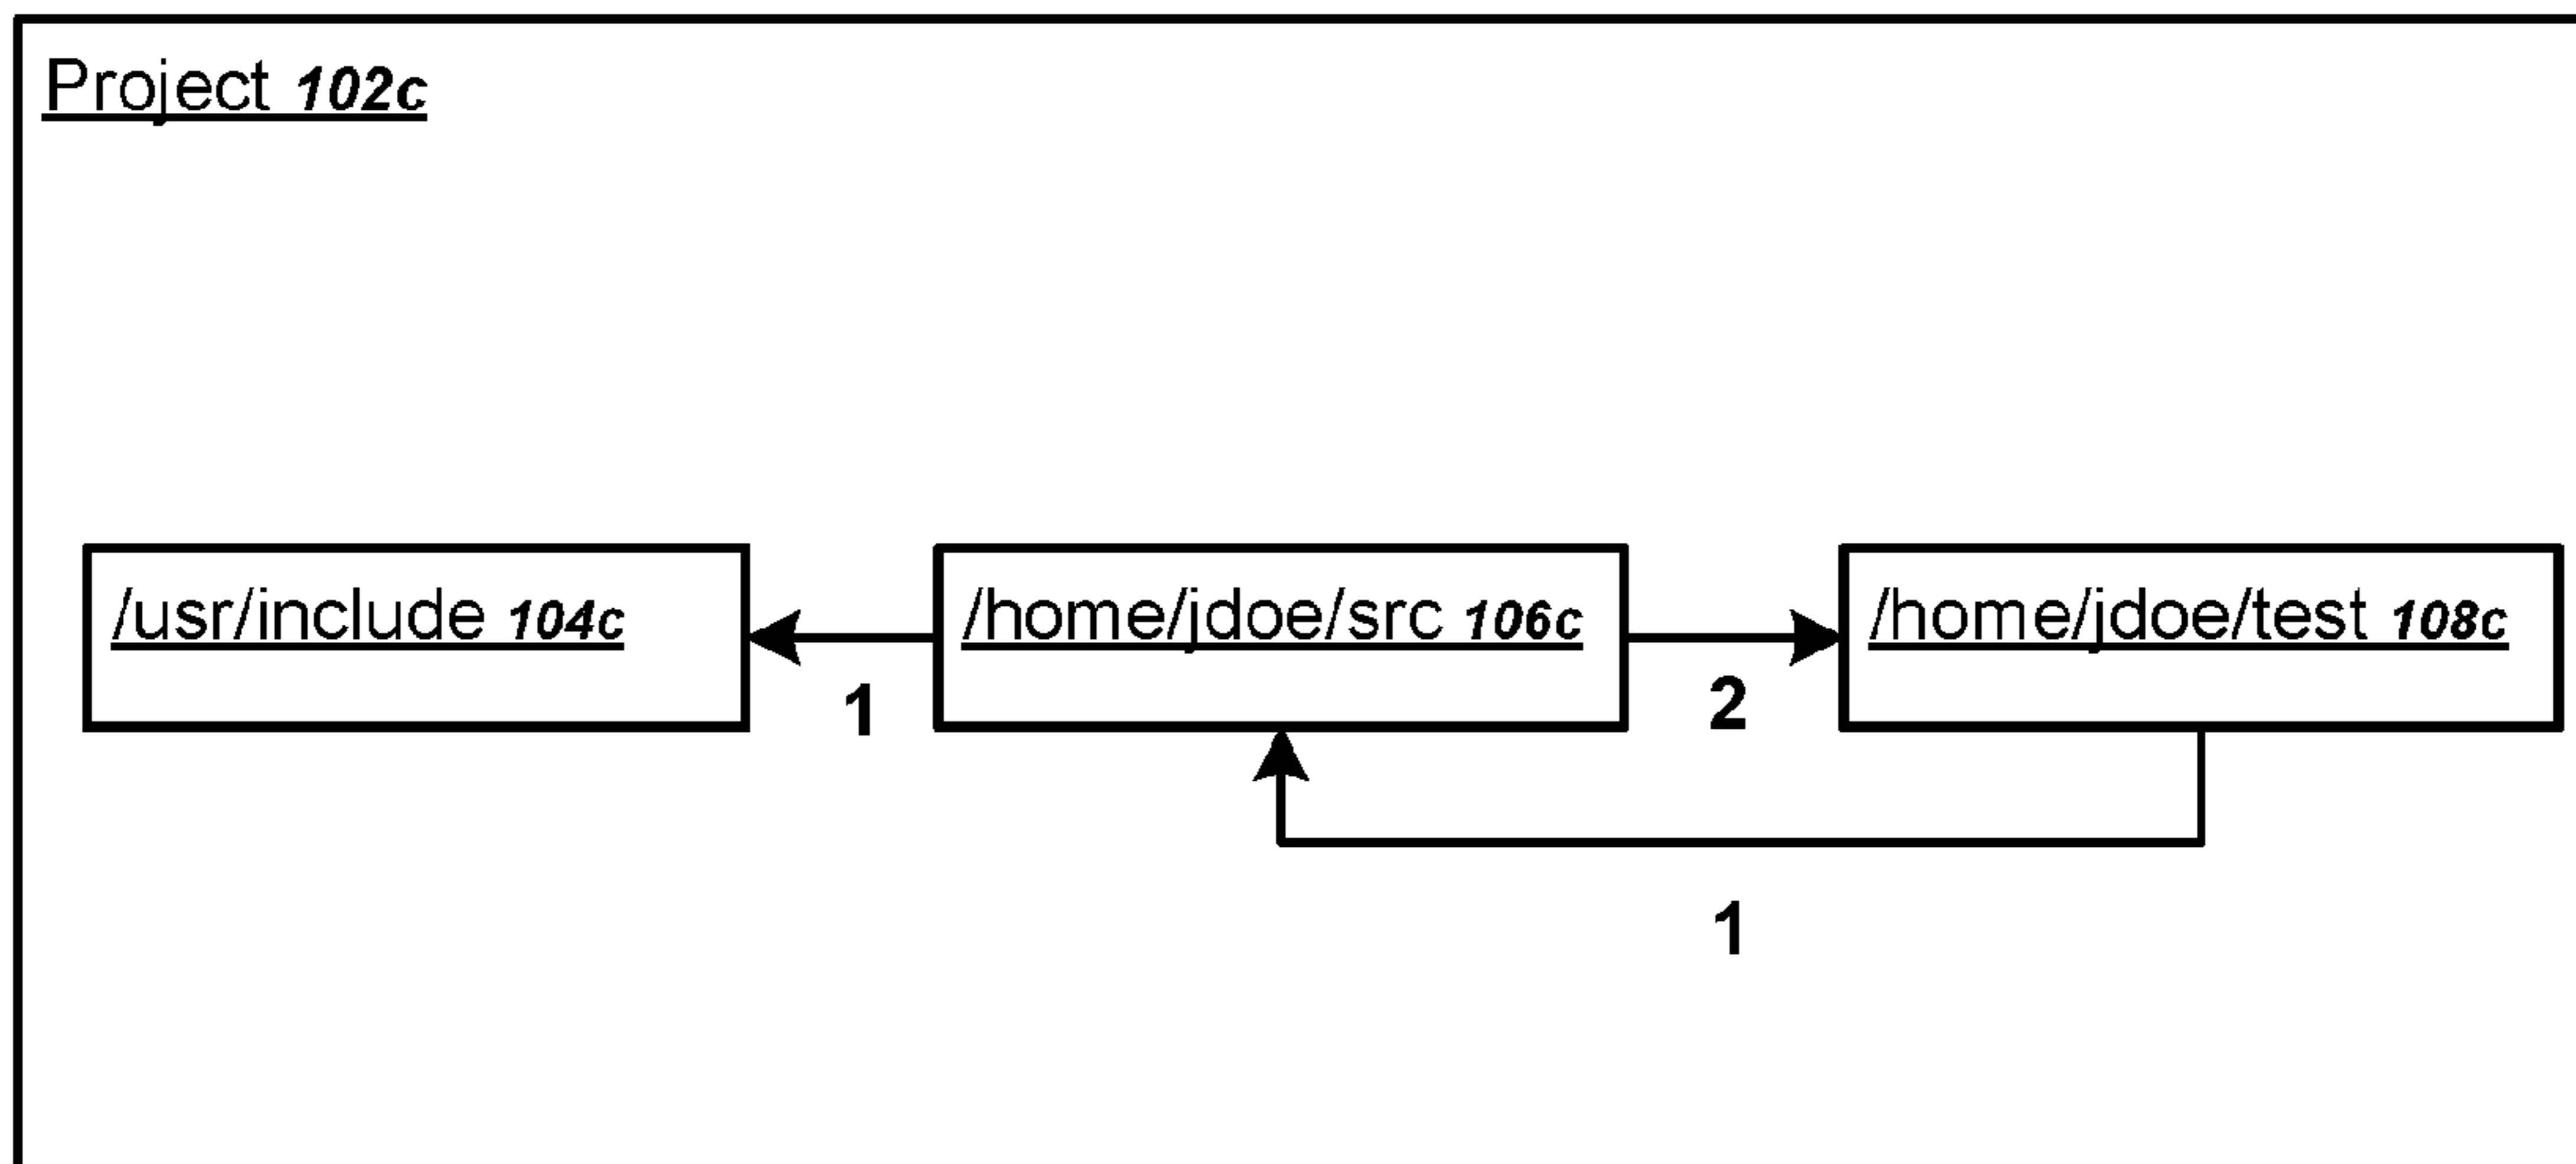 Project 102c
/usr/include 104c
/home/jdoe/src 106c
/home/jdoe/test 108c
1
2
1